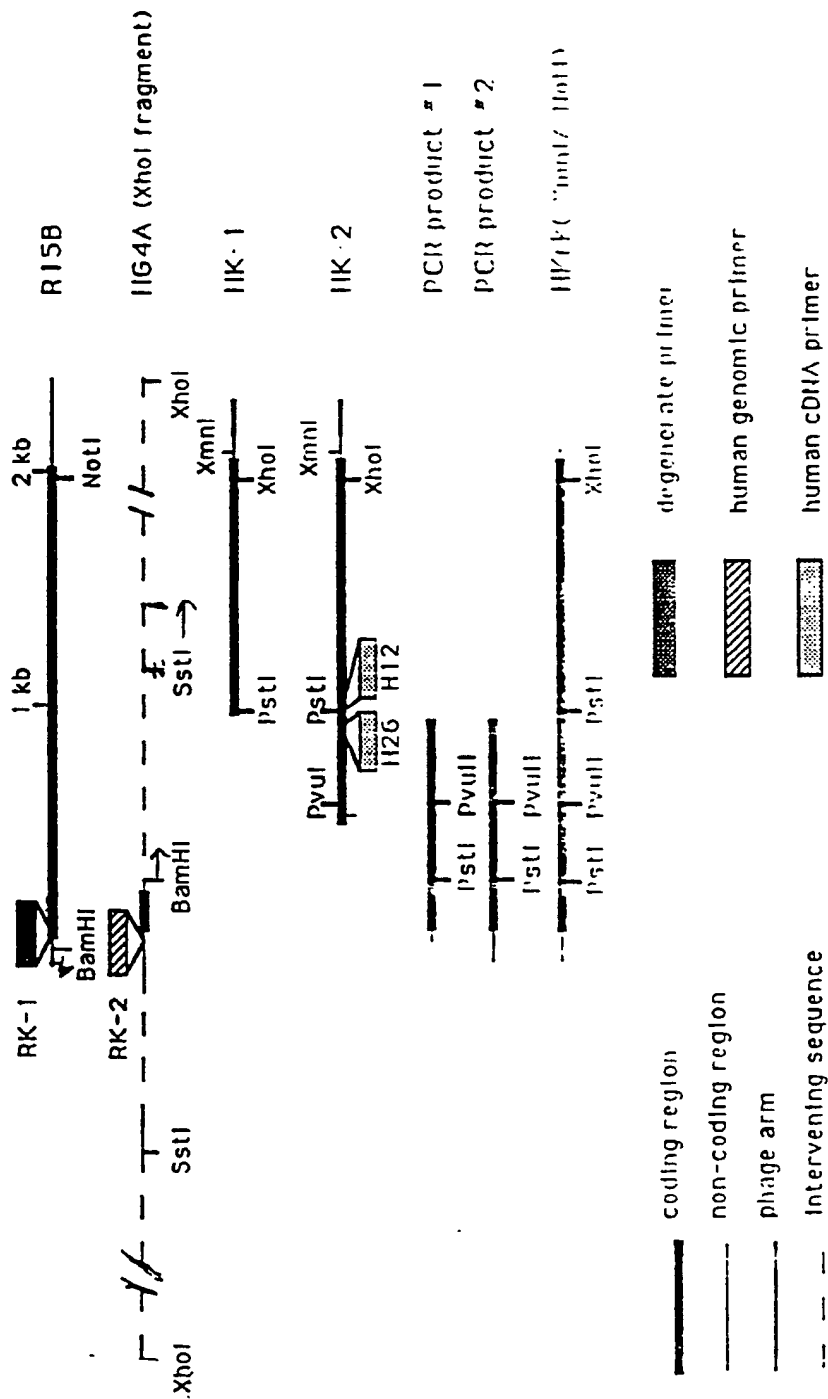 RK-1
BamHI
1 kb
2 kb
NotI
R15B
RK-2
XhoI
SstI
BamHI
SstI
XhoI
HG4A (XhoI fragment)
PstI
XmnI
XhoI
HK-1
PvuI
PstI
H26
H12
XmnI
XhoI
HK-2
PstI PvuII
PCR product #1
PstI PvuII
PCR product #2
PstI PvuII
PstI
XhoI
coding region
non-coding region
phage arm
Intervening sequence
degenerate primer
human genomic primer
human cDNA primer